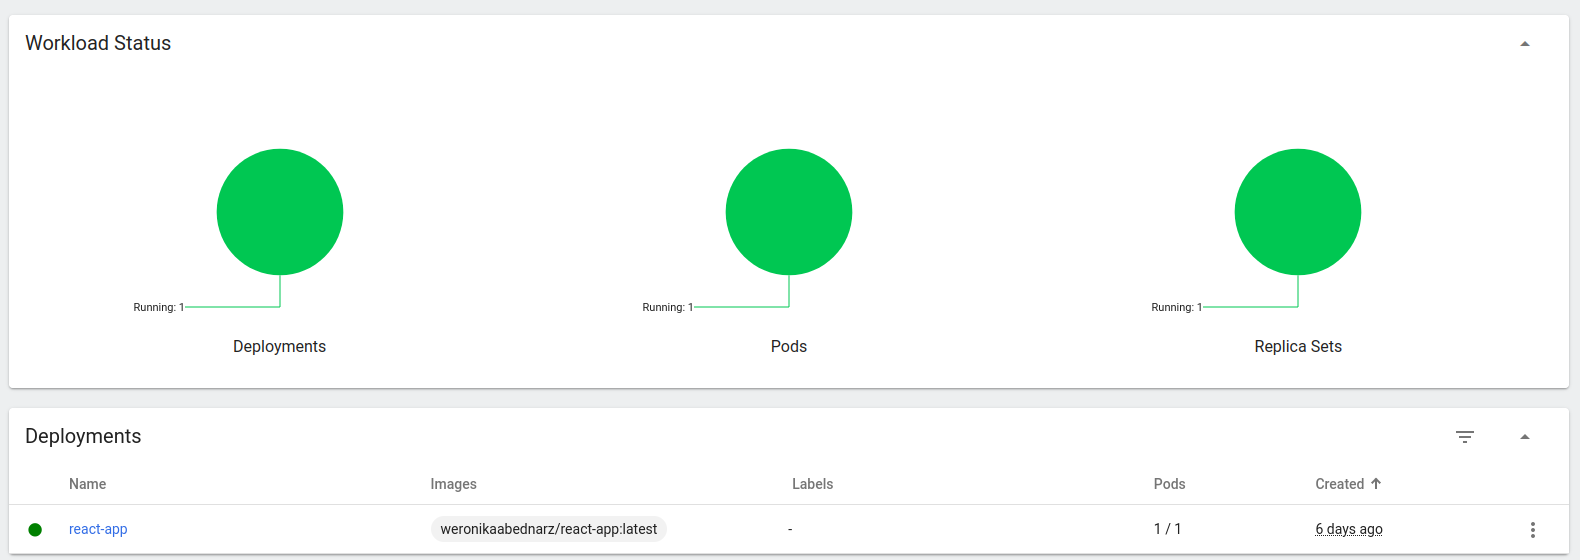 Workload Status
Running: 1
Running: 1
Running: 1
Deployments
Pods
Replica Sets
Deployments
Name Images Labels Pods Created
react-app weronikaabednarz/react-app:latest - 1 / 1 6 days ago